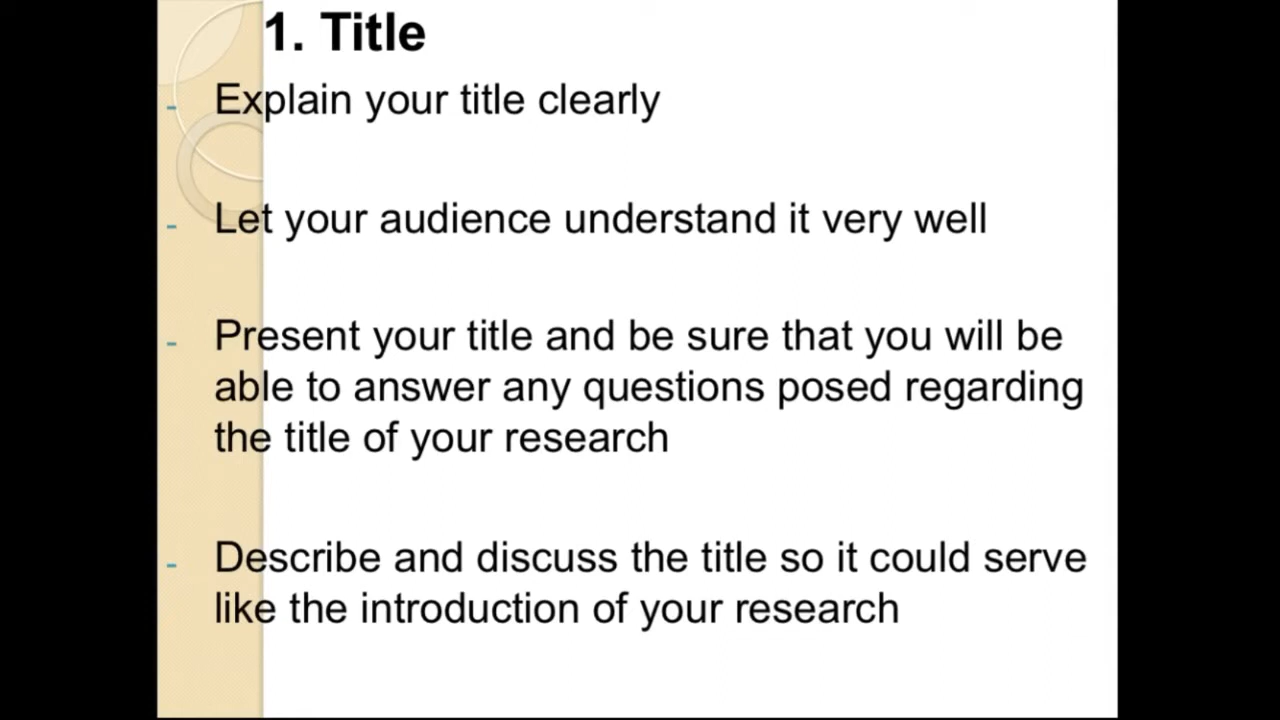 1. Title
- Explain your title clearly
- Let your audience understand it very well
- Present your title and be sure that you will be
able to answer any questions posed regarding
the title of your research
- Describe and discuss the title so it could serve
like the introduction of your research